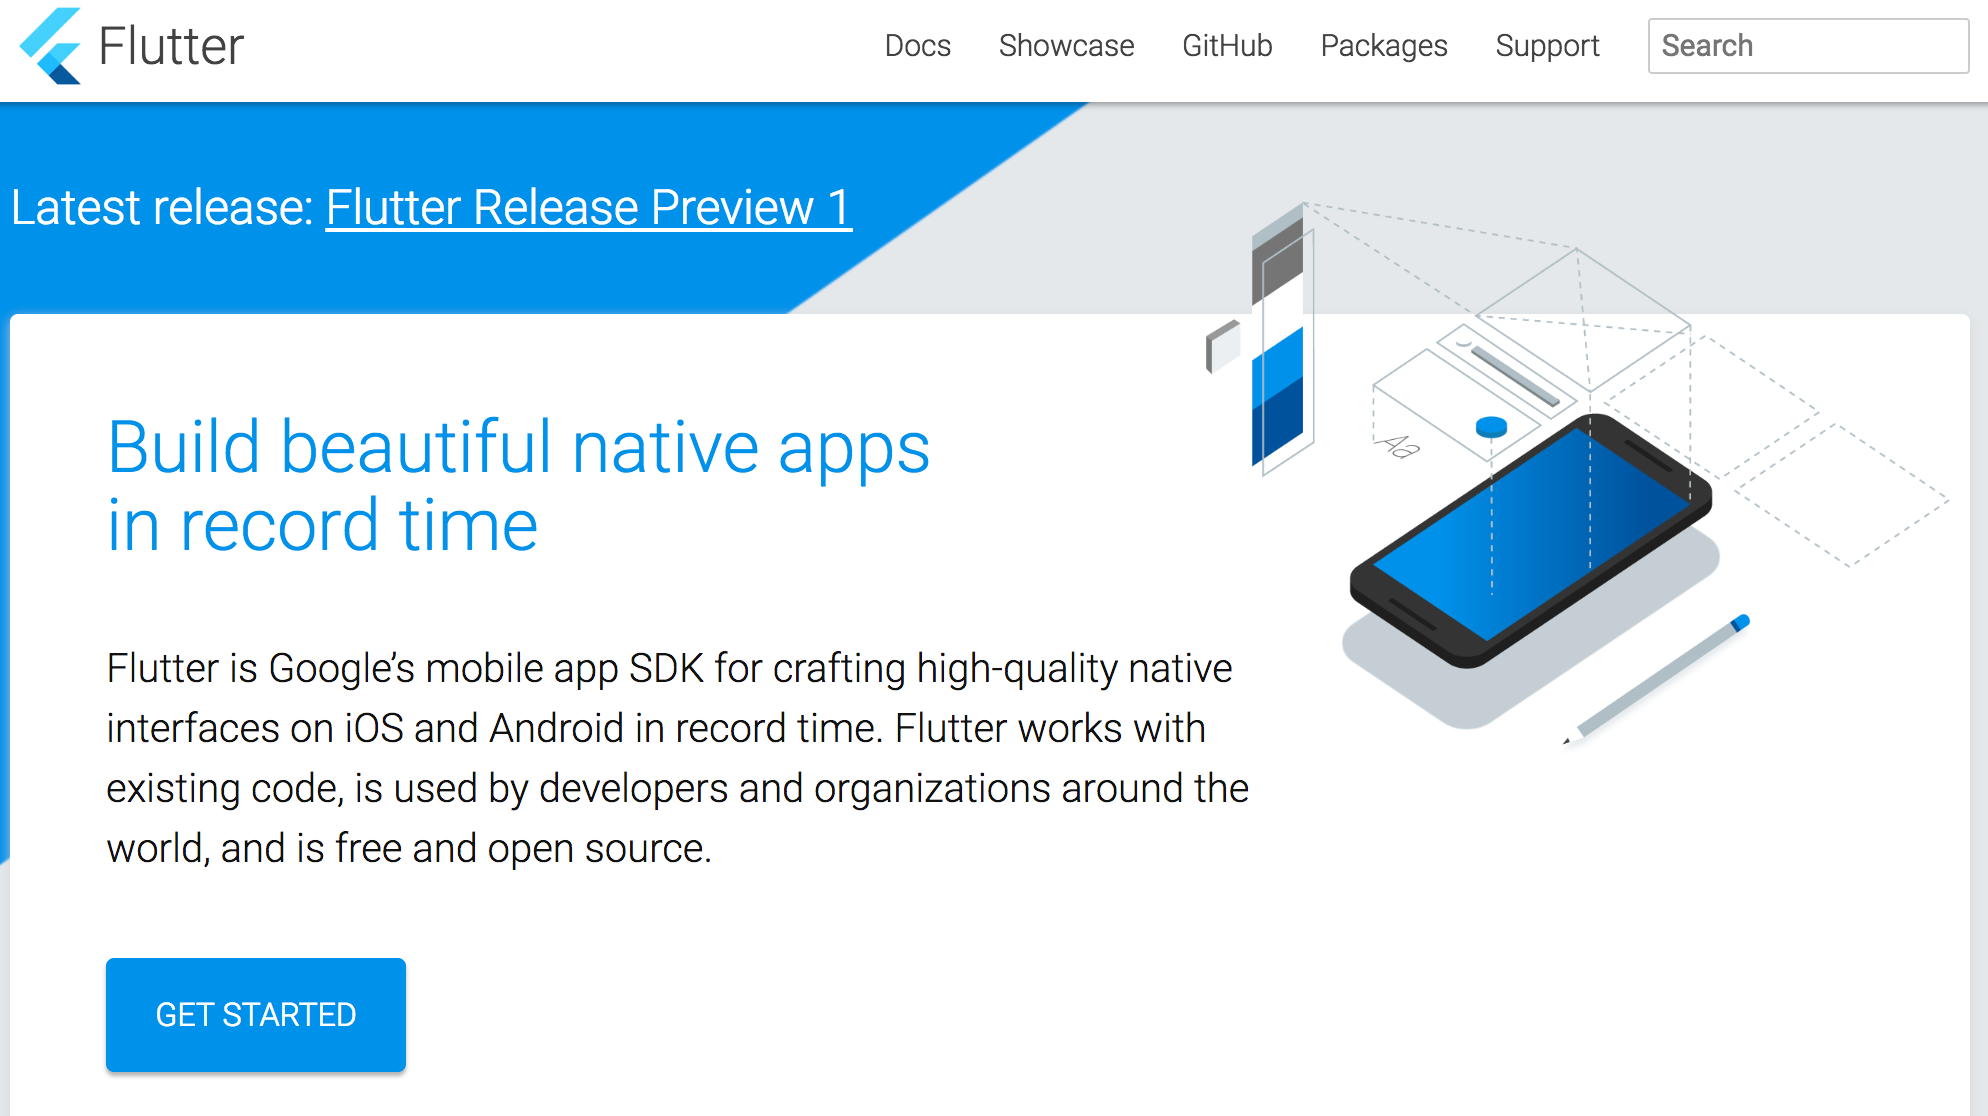 Flutter
Docs Showcase GitHub Packages Support Search
Latest release: Flutter Release Preview 1
Build beautiful native apps
in record time
Aa
Flutter is Google’s mobile app SDK for crafting high-quality native
interfaces on iOS and Android in record time. Flutter works with
existing code, is used by developers and organizations around the
world, and is free and open source.
GET STARTED